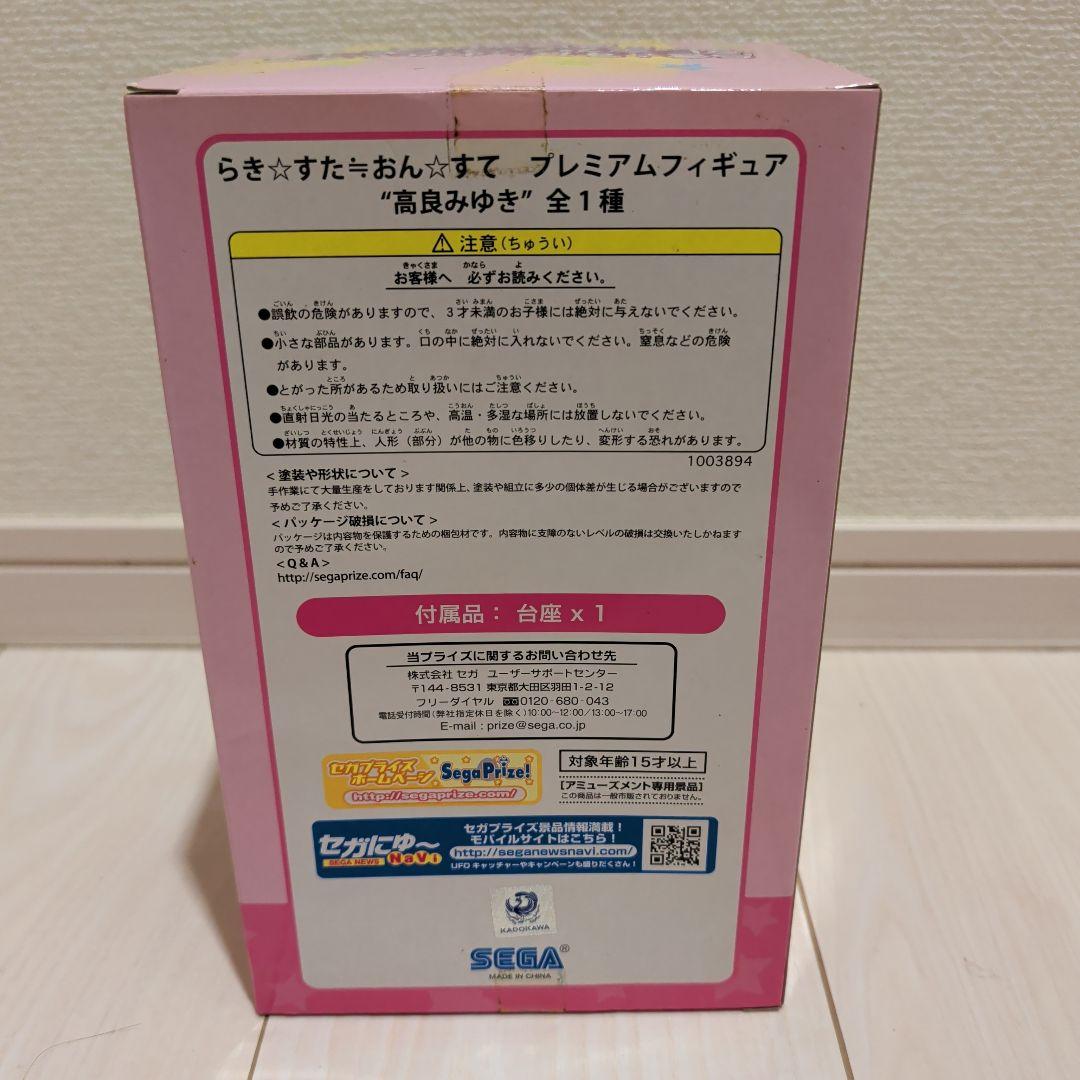 らき☆すた≒おん☆すて プレミアムフィギュア
“高良みゆき” 全1種
⚠ 注意(ちゅうい)
お客様へ 必ずお読みください。
●誤飲の危険がありますので、3才未満のお子様には絶対に与えないでください。
●小さな部品があります。口の中に絶対に入れないでください。窒息などの危険
があります。
●とがった所があるため取り扱いにはご注意ください。
●直射日光の当たるところや、高温・多湿な場所には放置しないでください。
●材質の特性上、人形(部分)が他の物に色移りしたり、変形する恐れがあります。
1003894
<塗装や形状について>
手作業にて大量生産をしております関係上、塗装や組立に多少の個体差が生じる場合がございますので
予めご了承ください。
<パッケージ破損について>
パッケージは内容物を保護するための梱包材です。内容物に支障のないレベルの破損は交換いたしかねます
ので予めご了承ください。
<Q&A>
http://segaprize.com/faq/
付属品: 台座 x 1
当プライズに関するお問い合わせ先
株式会社 セガ ユーザーサポートセンター
〒144-8531 東京都大田区羽田1-2-12
フリーダイヤル 0120-680-043
電話受付時間(弊社指定休日を除く)10:00~12:00/13:00~17:00
E-mail : prize@sega.co.jp
セガプライズ
ホームページ SegaPrize!
http://segaprize.com/
対象年齢15才以上
[アミューズメント専用景品]
この商品は一般市販されておりません。
セガにゅ~
SEGA NEWS NaVi
セガプライズ景品情報満載!
モバイルサイトはこちら!
http://seganewsnavi.com/
UFOキャッチャーやキャンペーンも盛りだくさん!
KADOKAWA
SEGA®
MADE IN CHINA